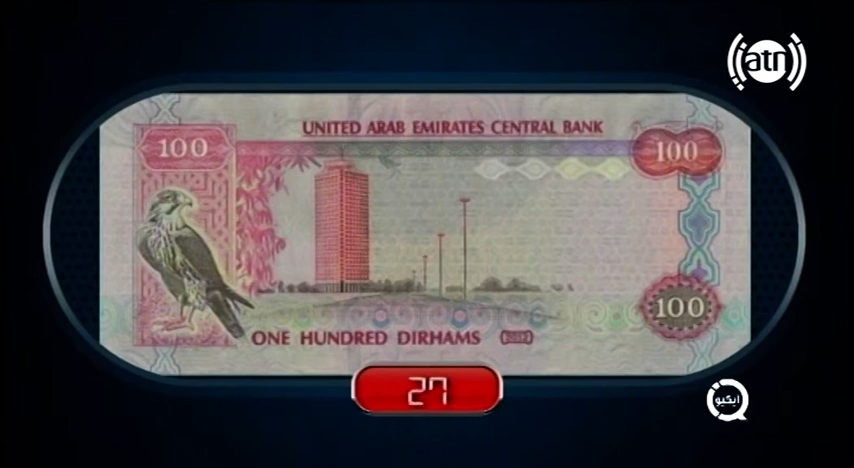 atn
UNITED ARAB EMIRATES CENTRAL BANK
100
100
100
ONE HUNDRED DIRHAMS
27
ایکیو